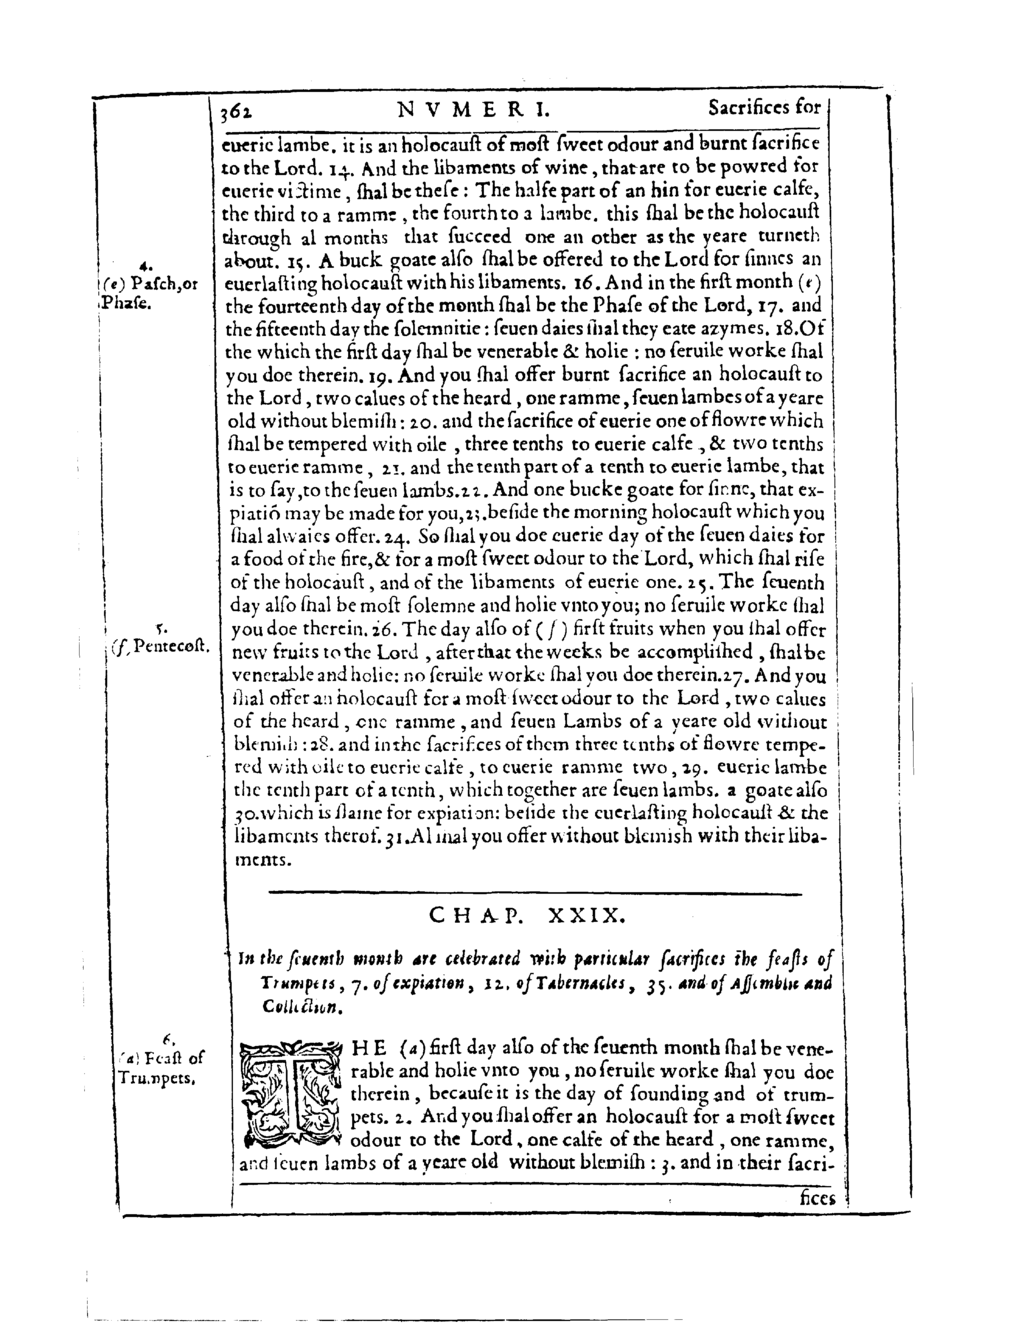 362 NVMERI. Sacrifices for
euerie lambe, it is an holocauſt of moſt ſweet odour and burnt ſacrifice
to the Lord. 14. And the libaments of wine, that are to be powred for
euerie victime, ſhal be theſe: The halfe part of an hin for euerie calfe,
the third to a ramme, the fourth to a lambe. this ſhal be the holocauſt
through al months that ſucceed one an other as the yeare turneth
about. 15. A buck goate alſo ſhal be offered to the Lord for ſinnes an
4.
(e) Paſch, or
Phaſe.
euerlaſting holocauſt with his libaments. 16. And in the firſt month (e)
the fourteenth day of the month ſhal be the Phaſe of the Lord, 17. and
the fifteenth day the ſolemnitie: ſeuen daies ſhal they eate azymes. 18. Of
the which the firſt day ſhal be venerable & holie: no ſeruile worke ſhal
you doe therein. 19. And you ſhal offer burnt ſacrifice an holocauſt to
the Lord, two calues of the heard, one ramme, ſeuen lambes of a yeare
old without blemiſh: 20. and the ſacrifice of euerie one of flowre which
ſhal be tempered with oile, three tenths to euerie calfe, & two tenths
to euerie ramme, 21. and the tenth part of a tenth to euerie lambe, that
is to ſay, to the ſeuen lambs. 22. And one bucke goate for ſinne, that ex-
piatiō may be made for you, 23. beſide the morning holocauſt which you
ſhal alwaies offer. 24. So ſhal you doe euerie day of the ſeuen daies for
a food of the fire, & for a moſt ſweet odour to the Lord, which ſhal riſe
of the holocauſt, and of the libaments of euerie one. 25. The ſeuenth
day alſo ſhal be moſt ſolemne and holie vnto you; no ſeruile worke ſhal
5.
(f, Pentecoſt.
you doe therein. 26. The day alſo of (f) firſt fruits when you ſhal offer
new fruits to the Lord, after that the weeks be accompliſhed, ſhal be
venerable and holie: no ſeruile worke ſhal you doe therein. 27. And you
ſhal offer an holocauſt for a moſt ſweet odour to the Lord, two calues
of the heard, one ramme, and ſeuen Lambs of a yeare old without
blemiſh: 28. and in the ſacrifices of them three tenths of flowre tempe-
red with oile to euerie calfe, to euerie ramme two, 29. euerie lambe
the tenth part of a tenth, which together are ſeuen lambs. a goate alſo
30. which is ſlaine for expiation: beſide the euerlaſting holocauſt & the
libaments therof. 31. Al ſhal you offer without blemish with their liba-
ments.
CHAP. XXIX.
In the ſeuenth month are celebrated with particular ſacrifices the feaſts of
Trumpets, 7. of expiation, 12. of Tabernacles, 35. and of Aſſemblie and
Collection.
6.
(a) Feaſt of
Trumpets,
THE (a) firſt day alſo of the ſeuenth month ſhal be vene-
rable and holie vnto you, no ſeruile worke ſhal you doe
therein, becauſe it is the day of ſounding and of trum-
pets. 2. And you ſhal offer an holocauſt for a moſt ſweet
odour to the Lord, one calfe of the heard, one ramme,
and ſeuen lambs of a yeare old without blemiſh: 3. and in their ſacri-
fices